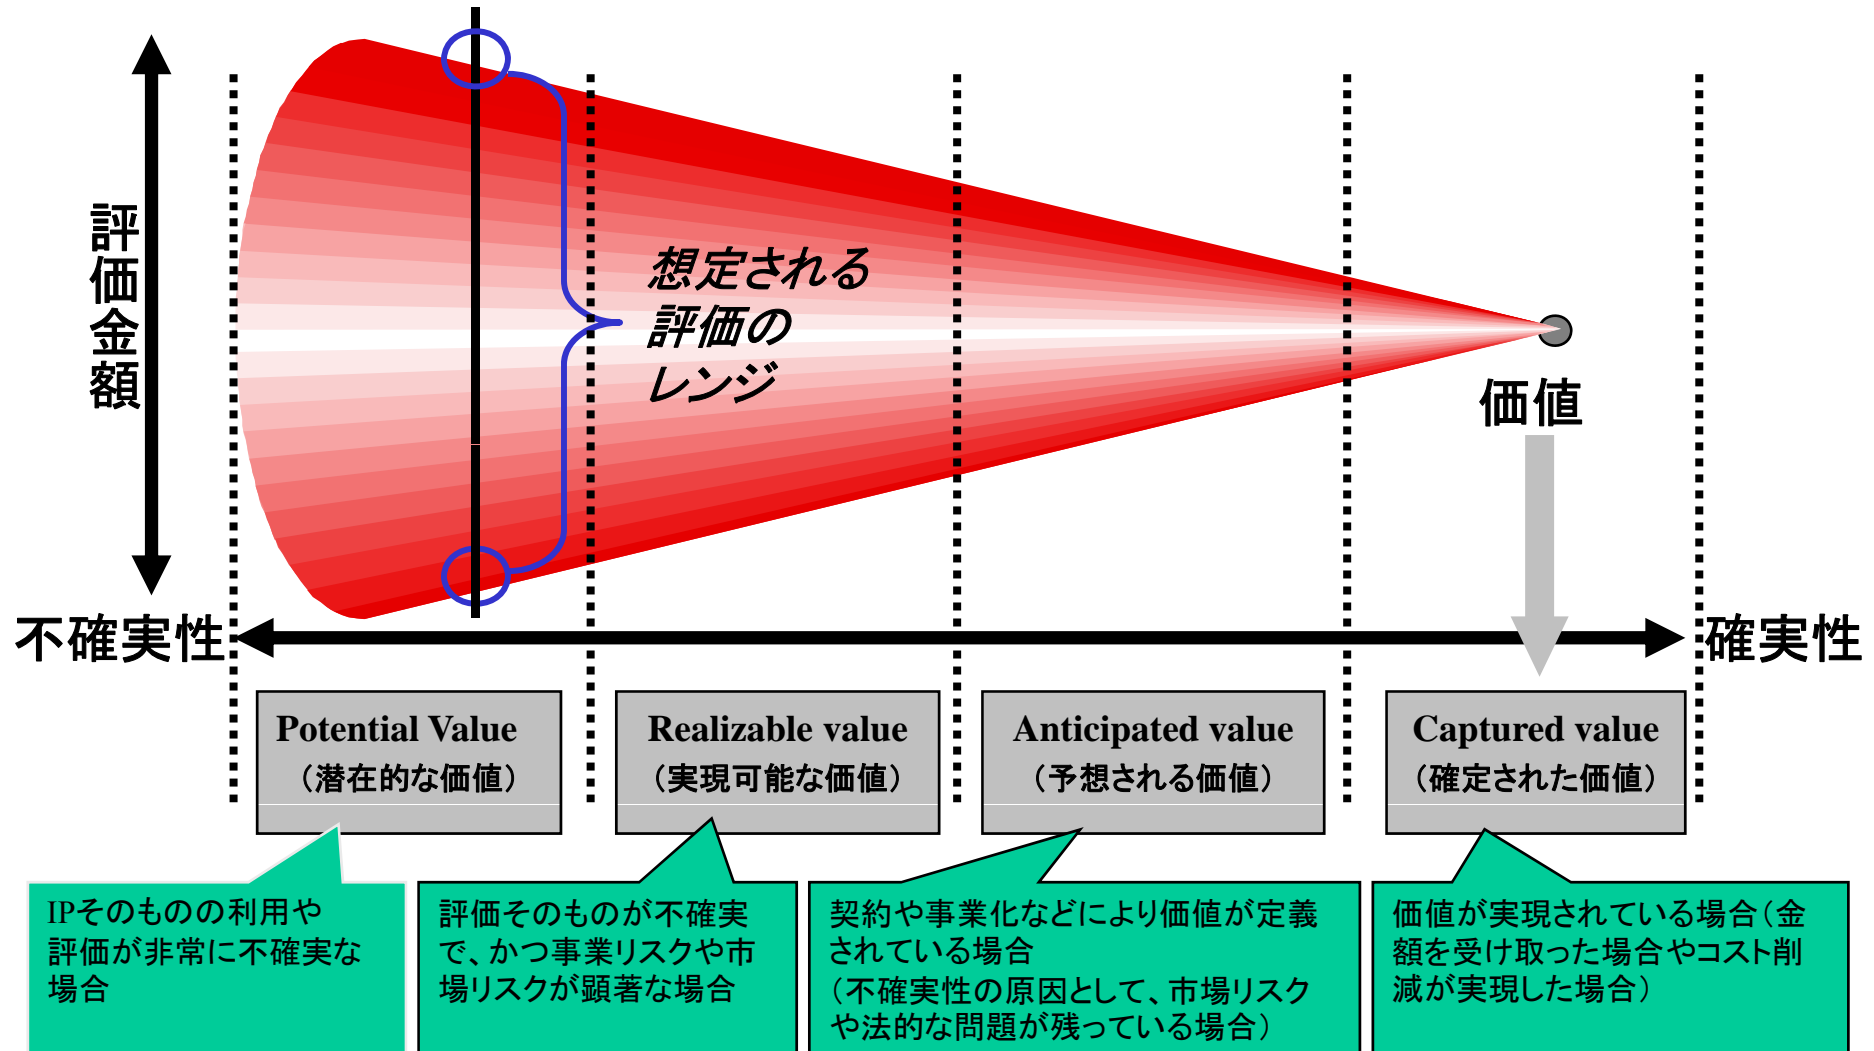 評価金額
想定される
評価の
レンジ
価値
不確実性
確実性
Potential Value
（潜在的な価値）
Realizable value
（実現可能な価値）
Anticipated value
（予想される価値）
Captured value
（確定された価値）
IPそのものの利用や
評価が非常に不確実な
場合
評価そのものが不確実
で、かつ事業リスクや市
場リスクが顕著な場合
契約や事業化などにより価値が定義
されている場合
（不確実性の原因として、市場リスク
や法的な問題が残っている場合）
価値が実現されている場合（金
額を受け取った場合やコスト削
減が実現した場合）